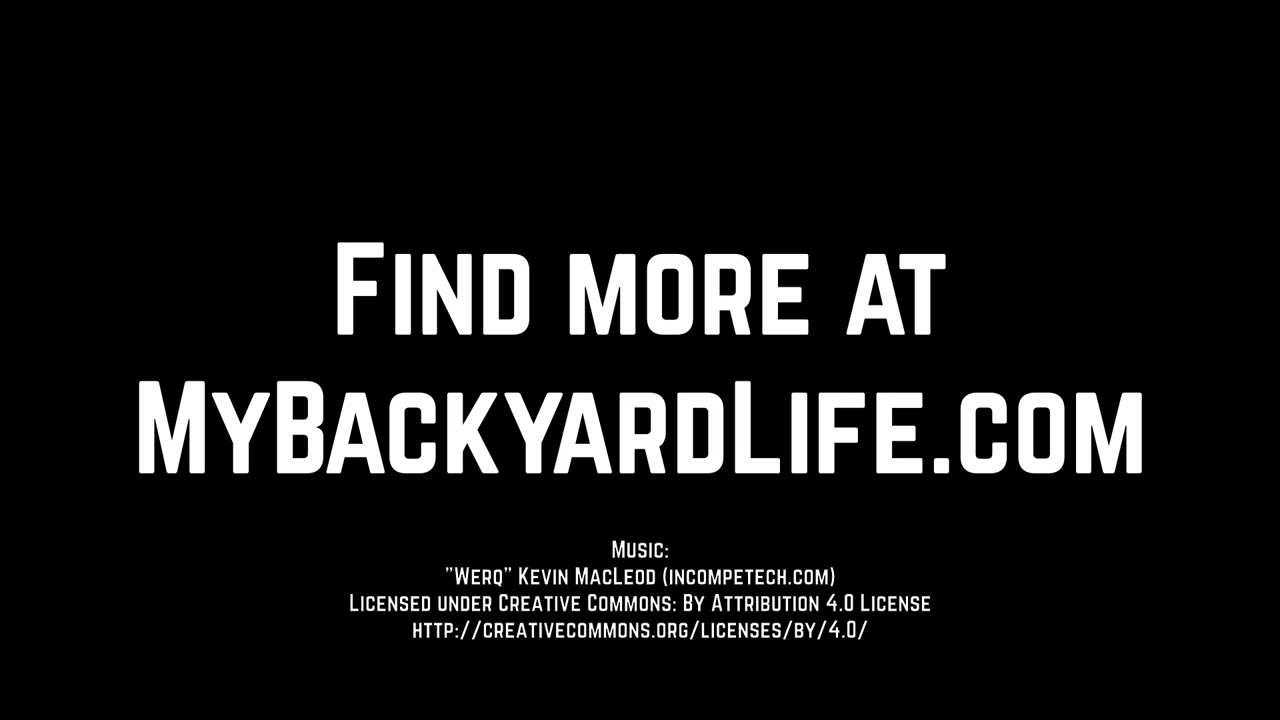 Find more at
MyBackyardLife.com
Music:
"Werq" Kevin MacLeod (incompetech.com)
Licensed under Creative Commons: By Attribution 4.0 License
http://creativecommons.org/licenses/by/4.0/